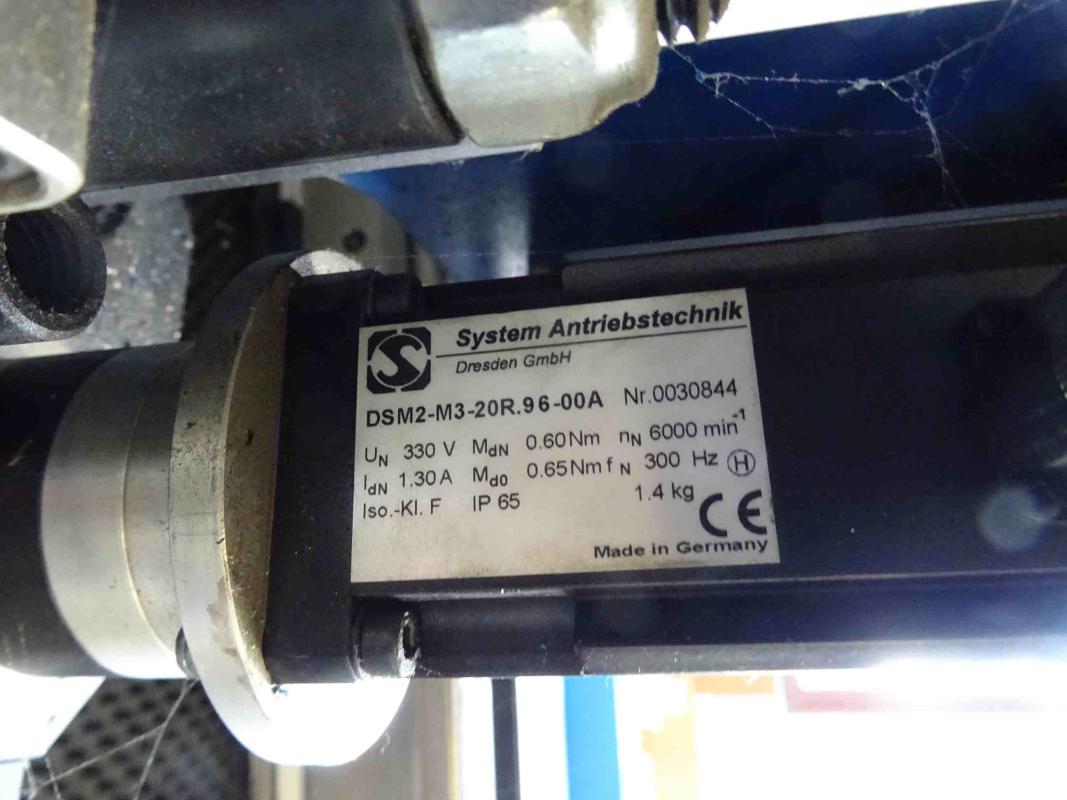 System Antriebstechnik
Dresden GmbH
DSM2-M3-20R.96-00A Nr.0030844
UN 330 V MdN 0.60Nm nN 6000 min-1
IdN 1,30A Md0 0.65Nm fN 300 Hz H
Iso.-Kl. F IP 65 1.4 kg CE
Made in Germany